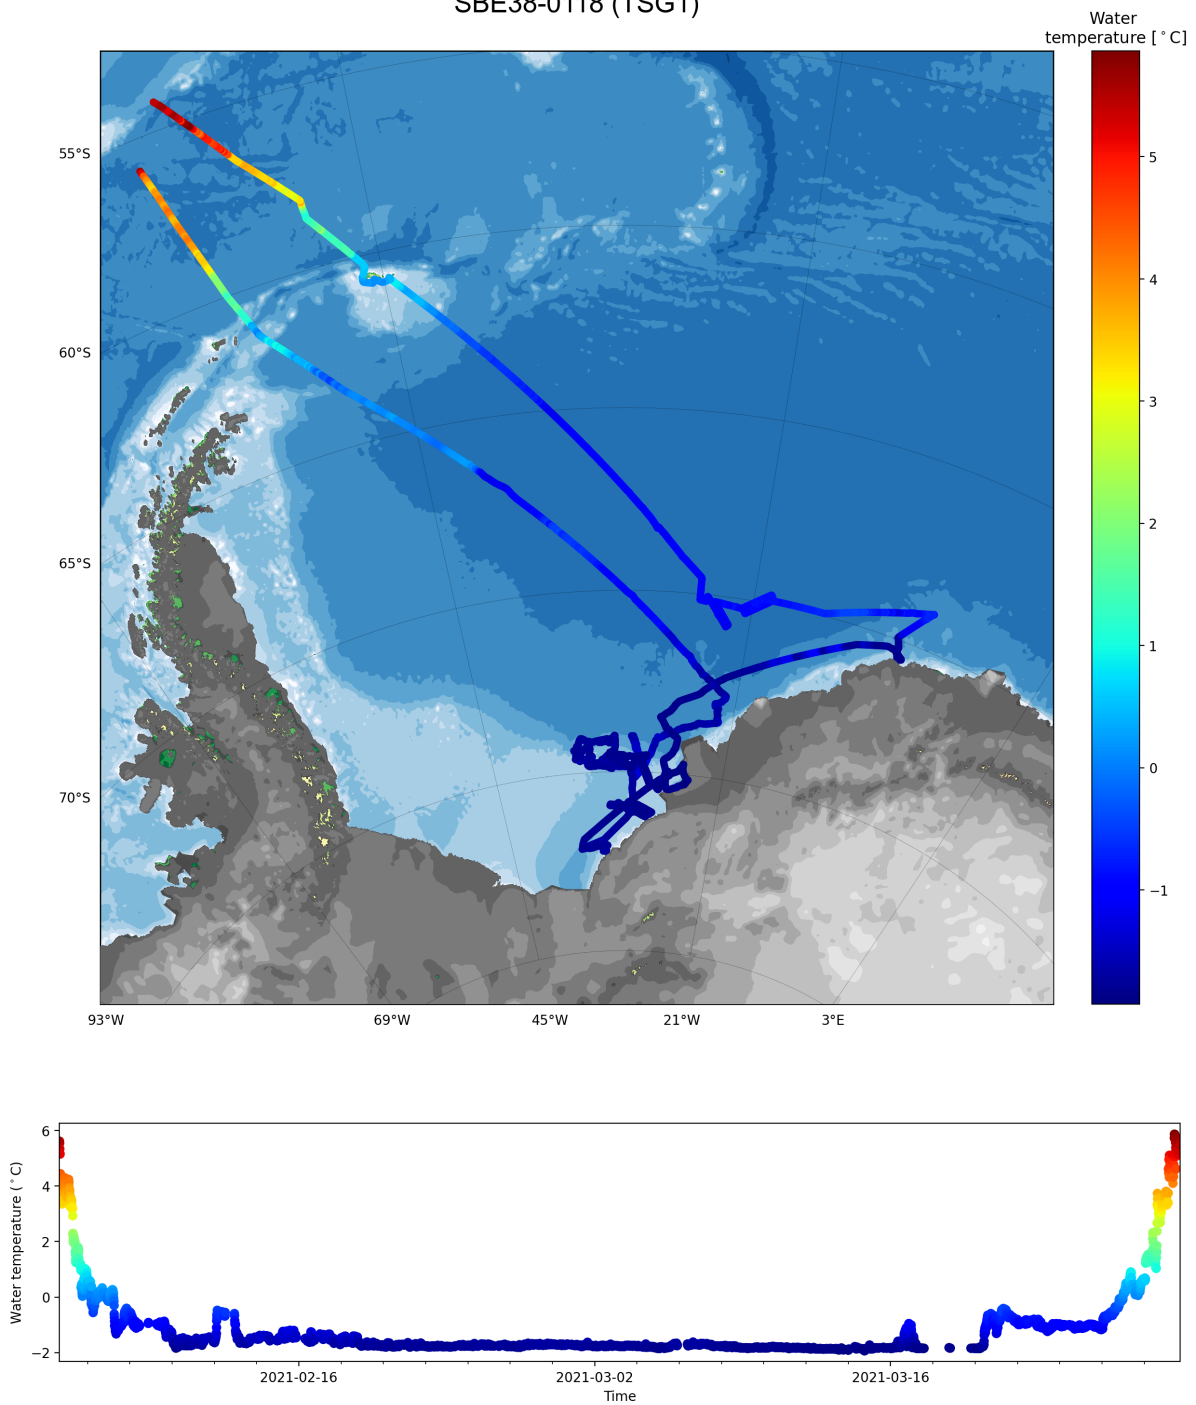 SBE38-0118 (TSG1)
Water
temperature [°C]
55°S
60°S
65°S
70°S
93°W
69°W
45°W
21°W
3°E
5
4
3
2
1
0
−1
Water temperature (°C)
6
4
2
0
−2
2021-02-16
2021-03-02
2021-03-16
Time